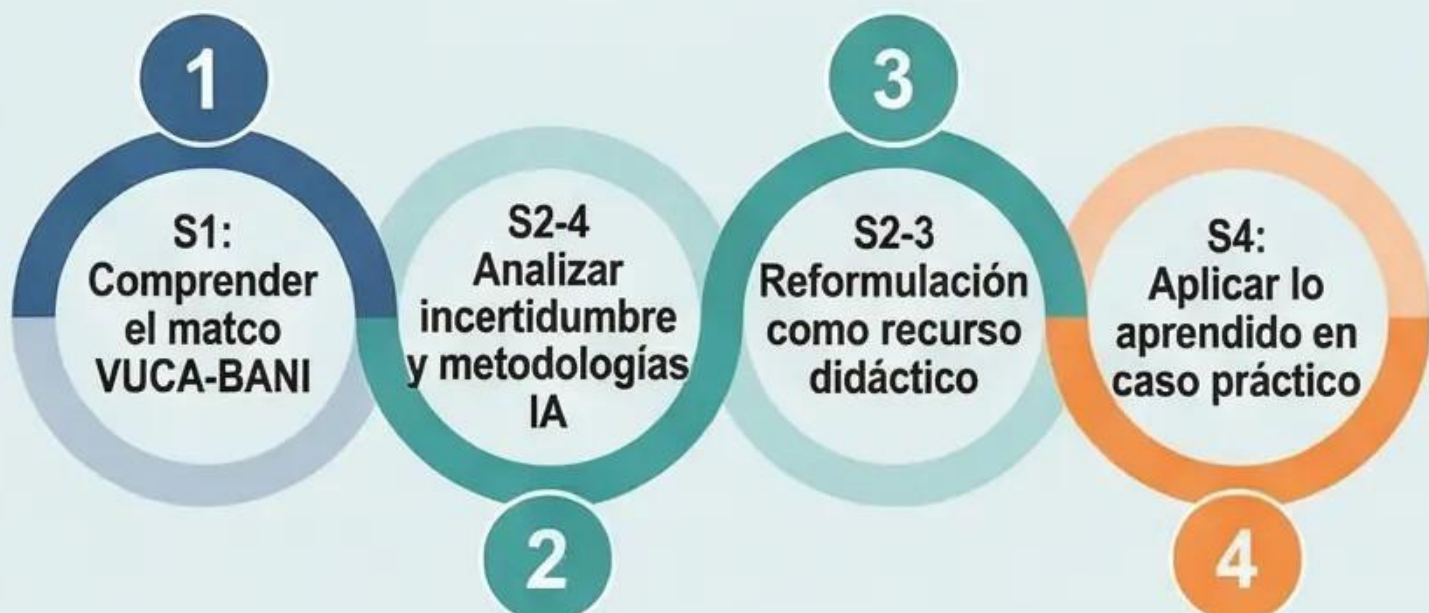 1
S1:
Comprender
el matco
VUCA-BANI
S2-4
Analizar
incertidumbre
y metodologías
IA
2
3
S2-3
Reformulación
como recurso
didáctico
S4:
Aplicar lo
aprendido en
caso práctico
4